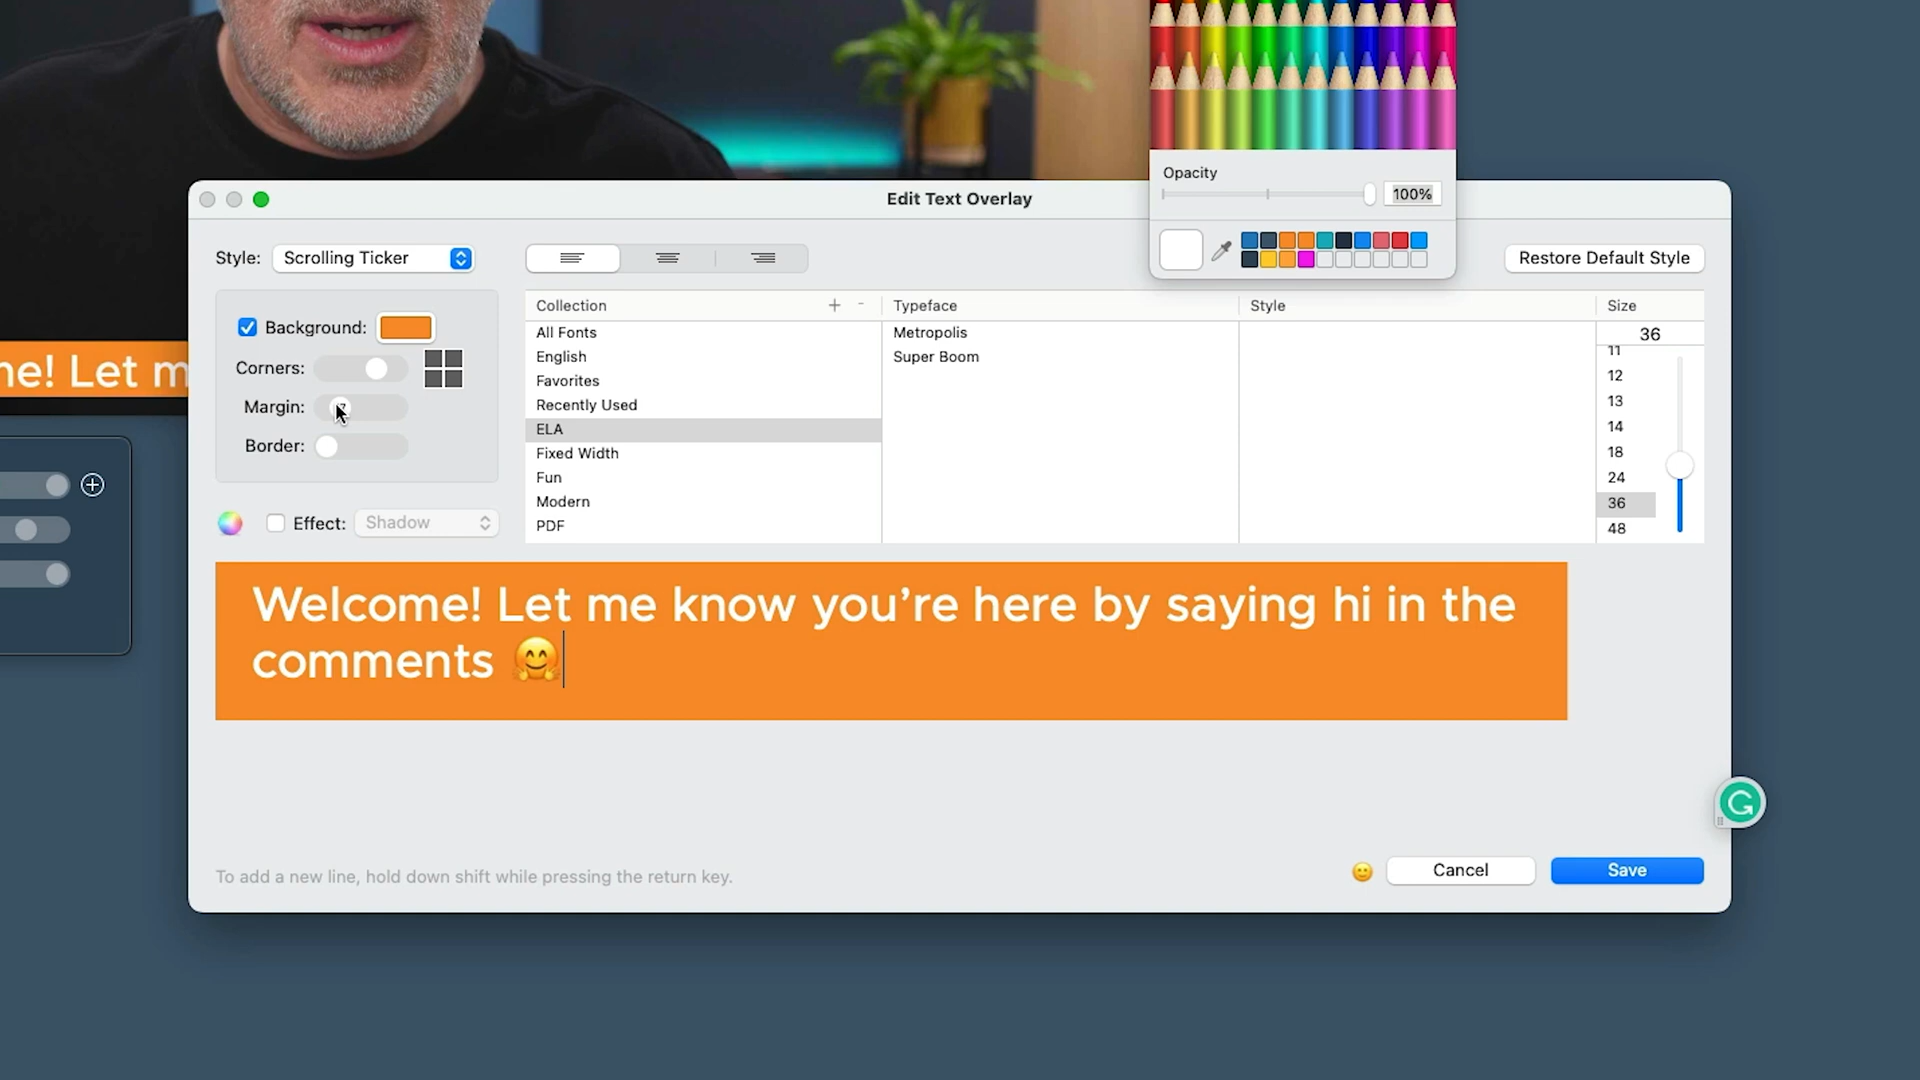 Opacity
100%
Edit Text Overlay
Style: Scrolling Ticker
Restore Default Style
Background:
Corners:
Margin:
Border:
Effect: Shadow
Collection + -
All Fonts
English
Favorites
Recently Used
ELA
Fixed Width
Fun
Modern
PDF
Typeface
Metropolis
Super Boom
Style
Size
36
11
12
13
14
18
24
36
48
ne! Let m
Welcome! Let me know you’re here by saying hi in the
comments 🤗
To add a new line, hold down shift while pressing the return key.
Cancel
Save